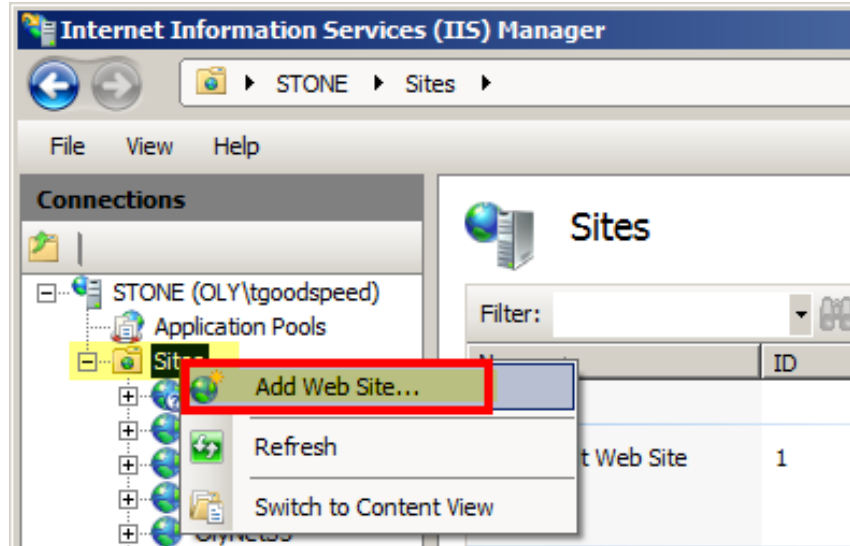 Internet Information Services (IIS) Manager
STONE Sites
File View Help
Connections
Sites
STONE (OLY\tgoodspeed)
Filter:
Application Pools
Sites
ID
Add Web Site...
Refresh
t Web Site 1
Switch to Content View